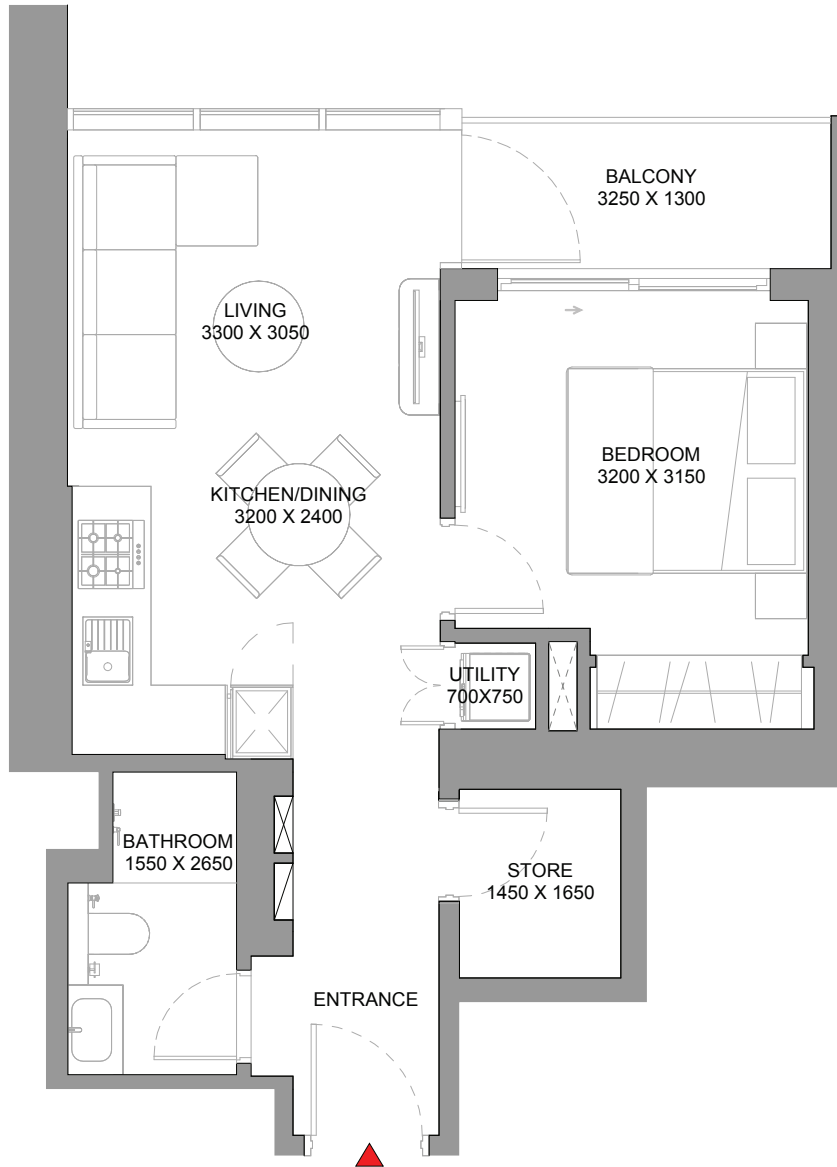 BALCONY
3250 X 1300
LIVING
3300 X 3050
BEDROOM
3200 X 3150
KITCHEN/DINING
3200 X 2400
UTILITY
700X750
BATHROOM
1550 X 2650
STORE
1450 X 1650
ENTRANCE